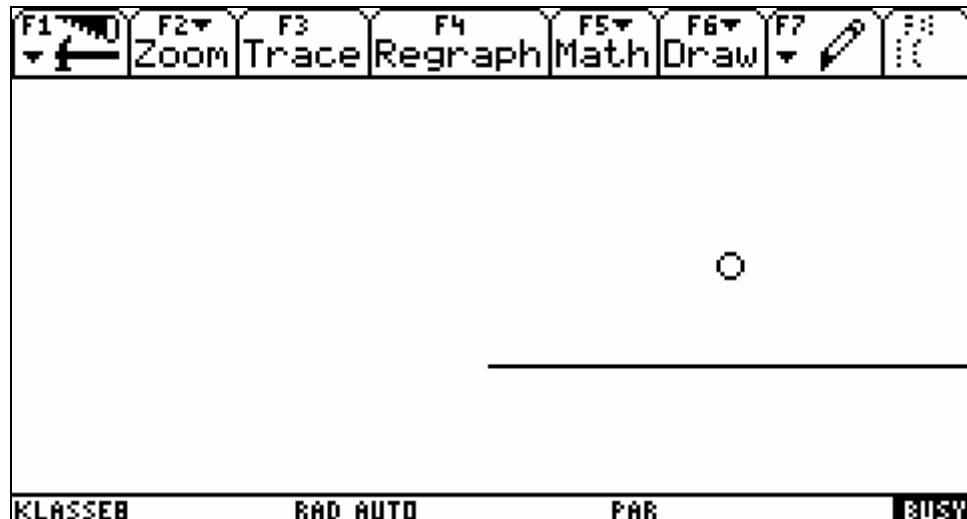 F1 F2 F3 F4 F5 F6 F7
Zoom Trace Regraph Math Draw
KLASSE8 RAD AUTO PAR BUSY